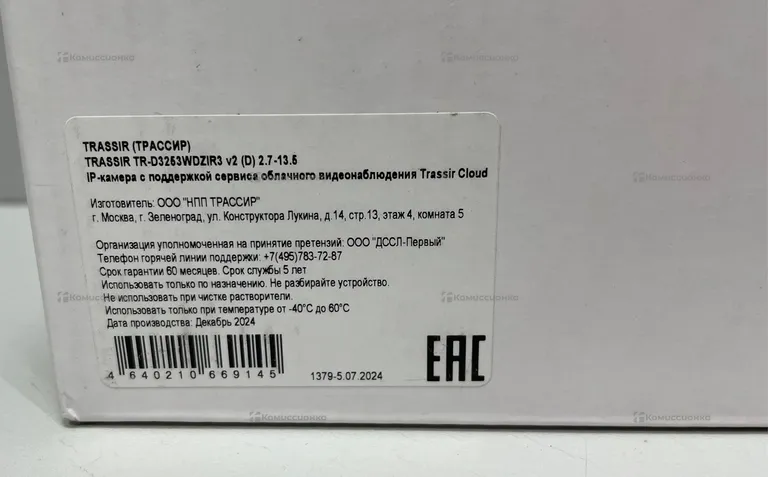 TRASSIR (ТРАССИР)
TRASSIR TR-D3253WDZIR3 v2 (D) 2.7-13.5
IP-камера с поддержкой сервиса облачного видеонаблюдения Trassir Cloud
Изготовитель: ООО "НПП ТРАССИР"
г. Москва, г. Зеленоград, ул. Конструктора Лукина, д.14, стр.13, этаж 4, комната 5
Организация уполномоченная на принятие претензий: ООО "ДССЛ-Первый"
Телефон горячей линии поддержки: +7(495)783-72-87
Срок гарантии 60 месяцев. Срок службы 5 лет
Использовать только по назначению. Не разбирайте устройство.
Не использовать при чистке растворители.
Использовать только при температуре от -40°C до 60°C
Дата производства: Декабрь 2024
4 640210 669145
1379-5.07.2024
EAC
Комиссионка
Комиссионка
Комиссионка
Комиссионка
Комиссионка
Комиссионка
Комиссионка
Комиссионка